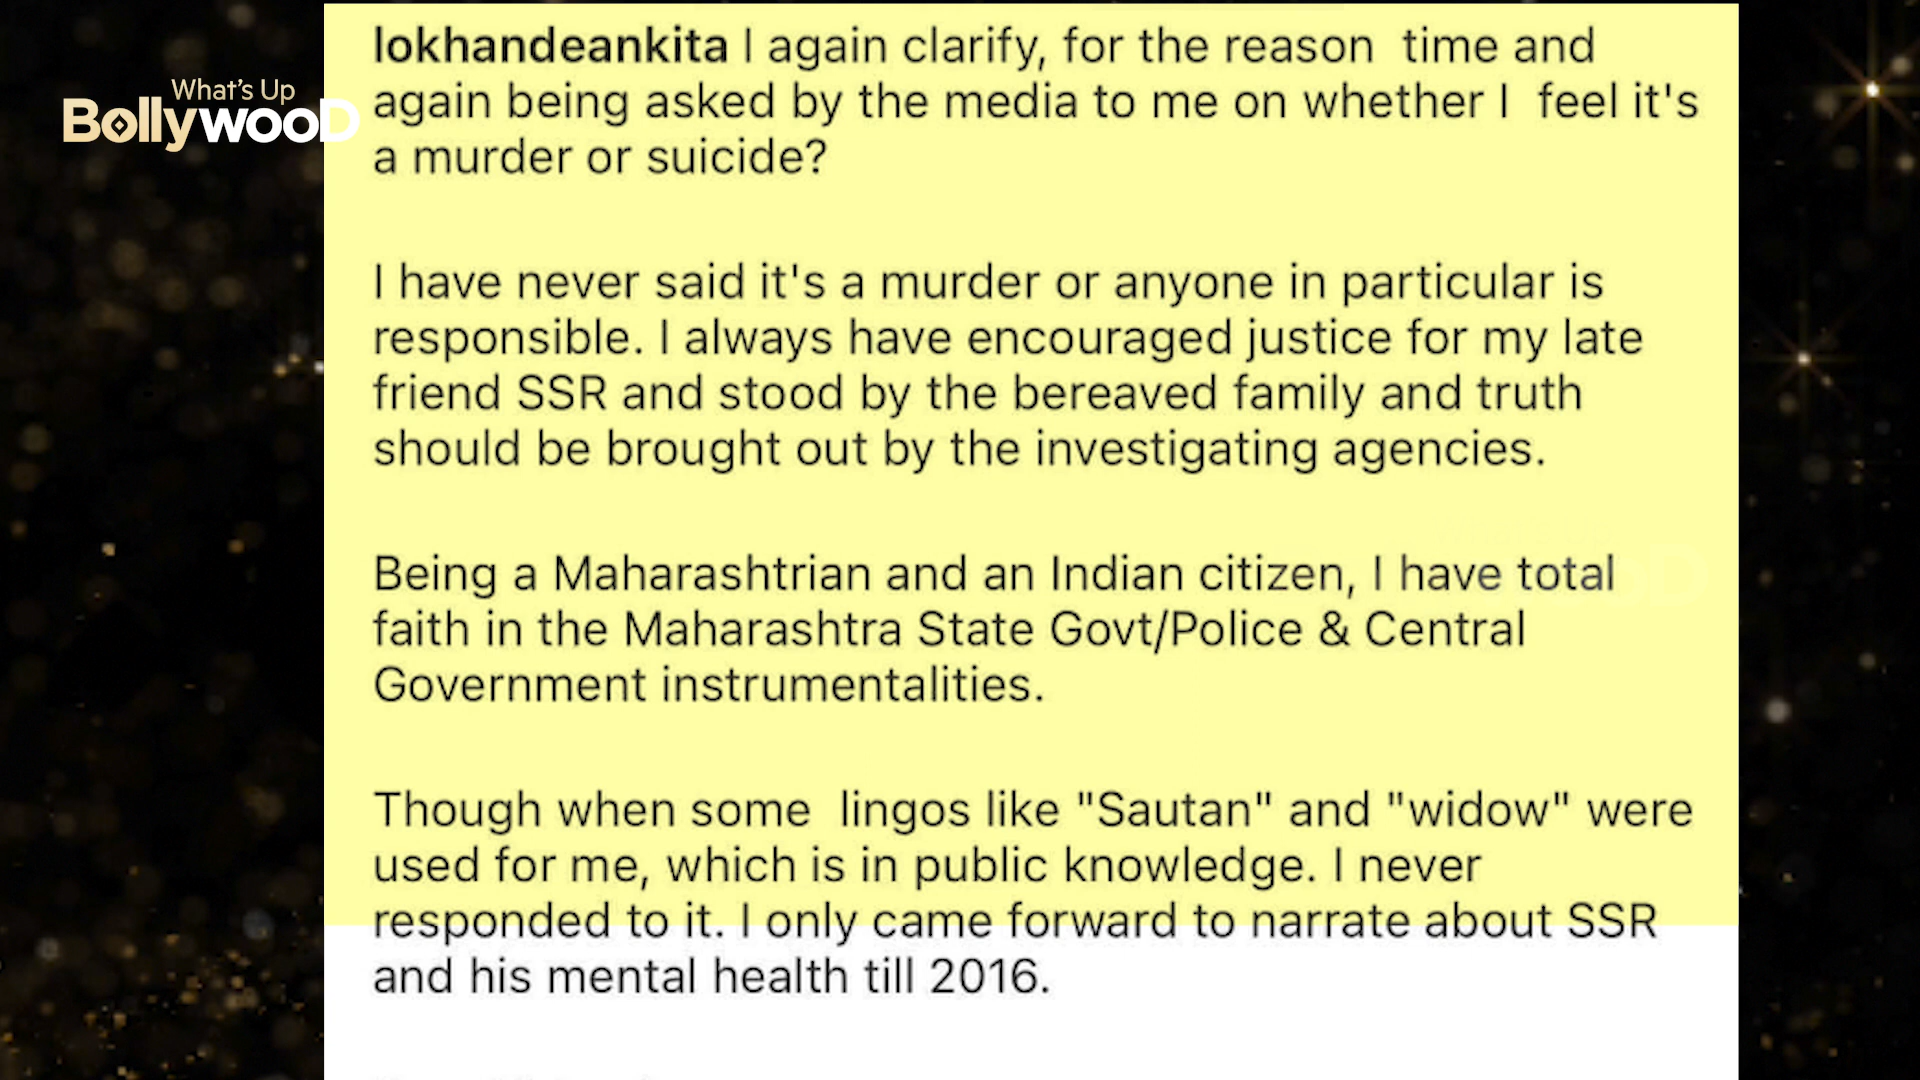 What's Up
BollywooD
lokhandeankita I again clarify, for the reason time and
again being asked by the media to me on whether I feel it's
a murder or suicide?
I have never said it's a murder or anyone in particular is
responsible. I always have encouraged justice for my late
friend SSR and stood by the bereaved family and truth
should be brought out by the investigating agencies.
Being a Maharashtrian and an Indian citizen, I have total
faith in the Maharashtra State Govt/Police & Central
Government instrumentalities.
Though when some lingos like "Sautan" and "widow" were
used for me, which is in public knowledge. I never
responded to it. I only came forward to narrate about SSR
and his mental health till 2016.